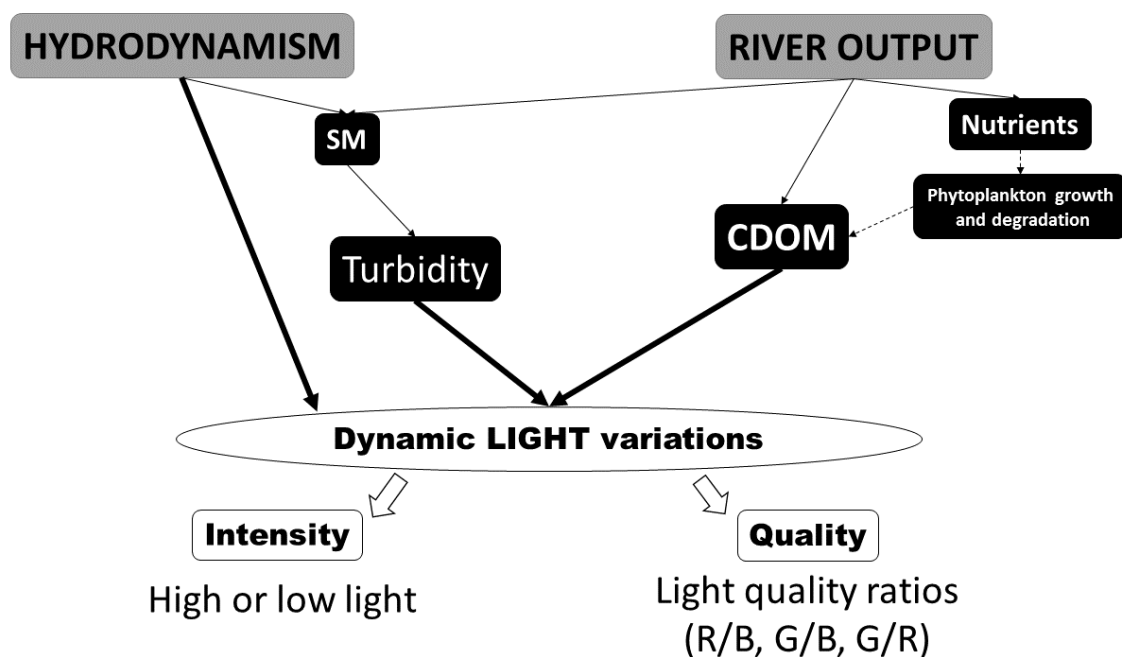 HYDRODYNAMISM
RIVER OUTPUT
SM
Nutrients
Phytoplankton growth
and degradation
CDOM
Turbidity
Dynamic LIGHT variations
Intensity
Quality
High or low light
Light quality ratios
(R/B, G/B, G/R)